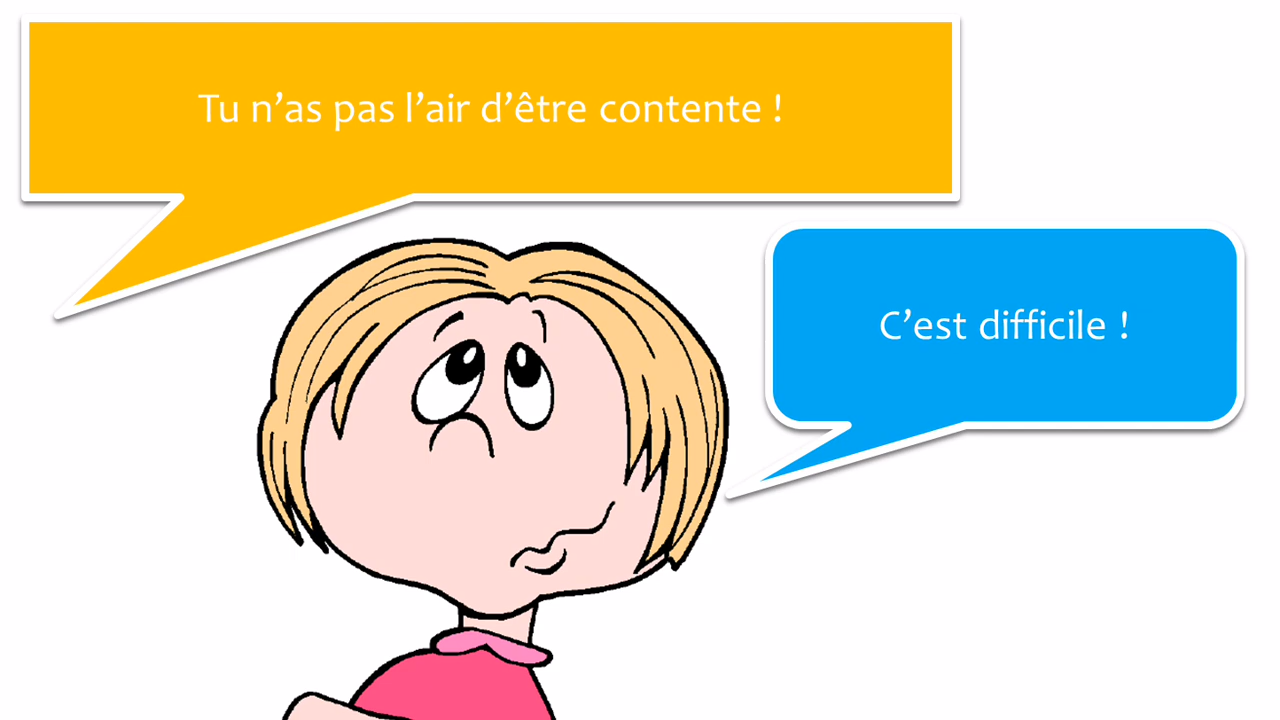 Tu n’as pas l’air d’être contente !
C’est difficile !